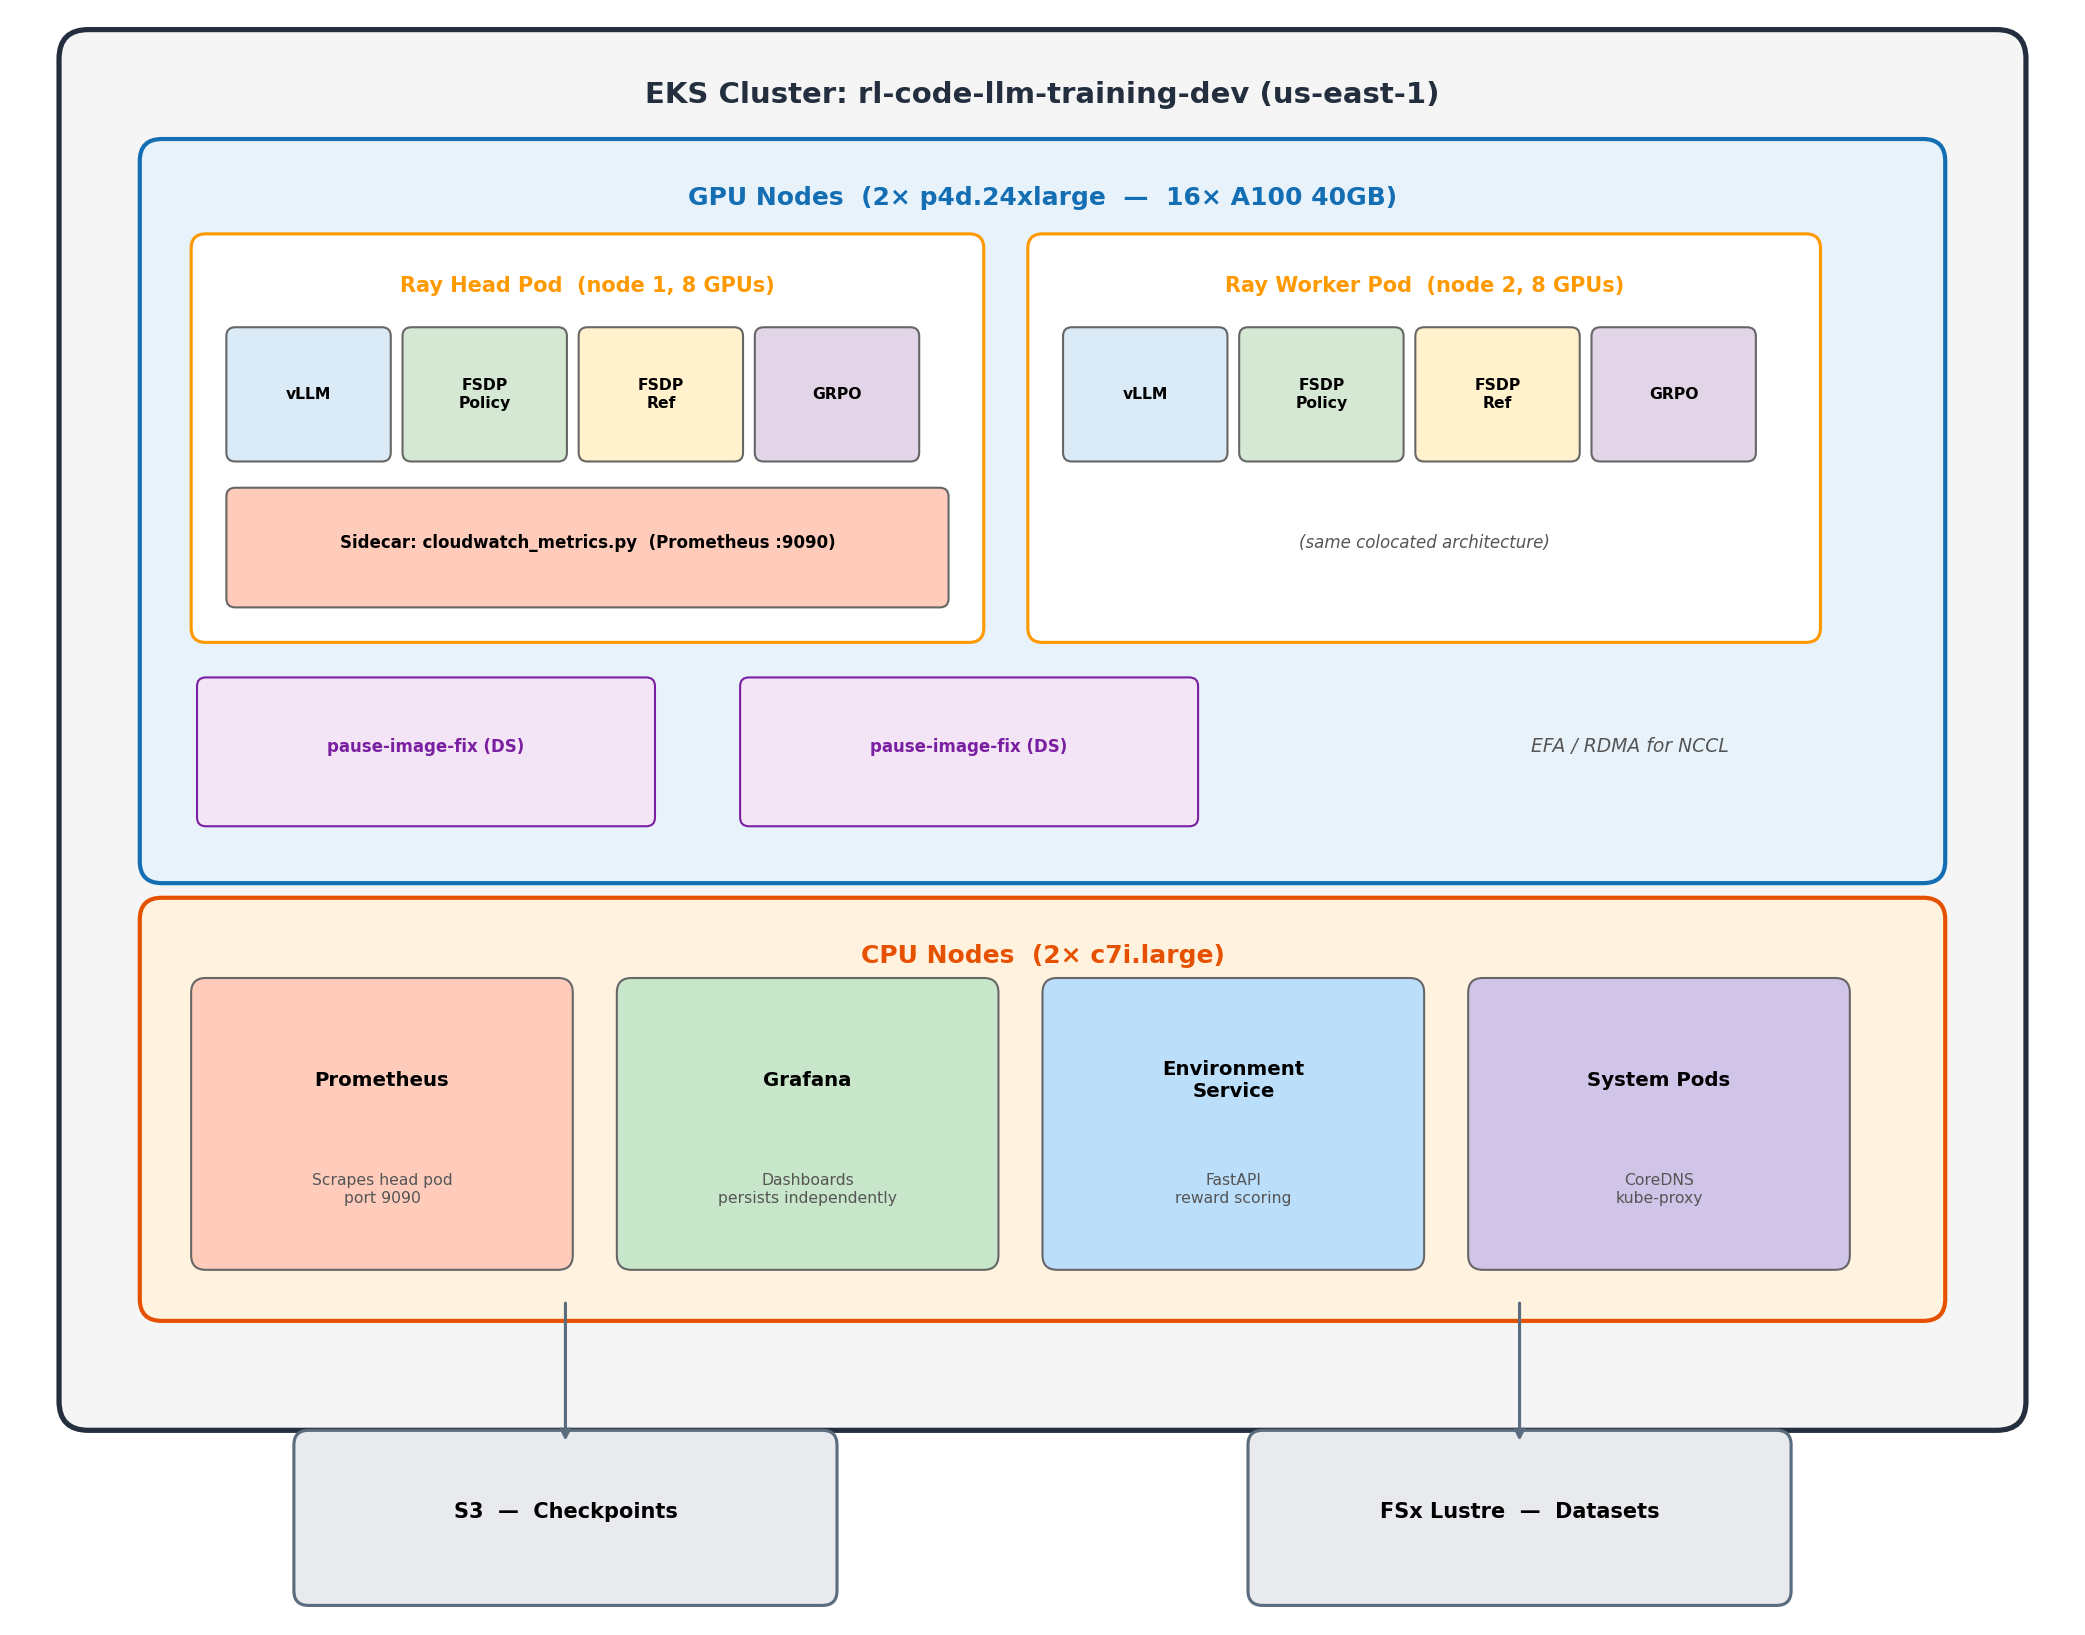 EKS Cluster: rl-code-llm-training-dev (us-east-1)
GPU Nodes (2× p4d.24xlarge — 16× A100 40GB)
Ray Head Pod (node 1, 8 GPUs)
vLLM
FSDP
Policy
FSDP
Ref
GRPO
Sidecar: cloudwatch_metrics.py (Prometheus :9090)
Ray Worker Pod (node 2, 8 GPUs)
vLLM
FSDP
Policy
FSDP
Ref
GRPO
(same colocated architecture)
pause-image-fix (DS)
pause-image-fix (DS)
EFA / RDMA for NCCL
CPU Nodes (2× c7i.large)
Prometheus
Scrapes head pod
port 9090
Grafana
Dashboards
persists independently
Environment
Service
FastAPI
reward scoring
System Pods
CoreDNS
kube-proxy
S3 — Checkpoints
FSx Lustre — Datasets